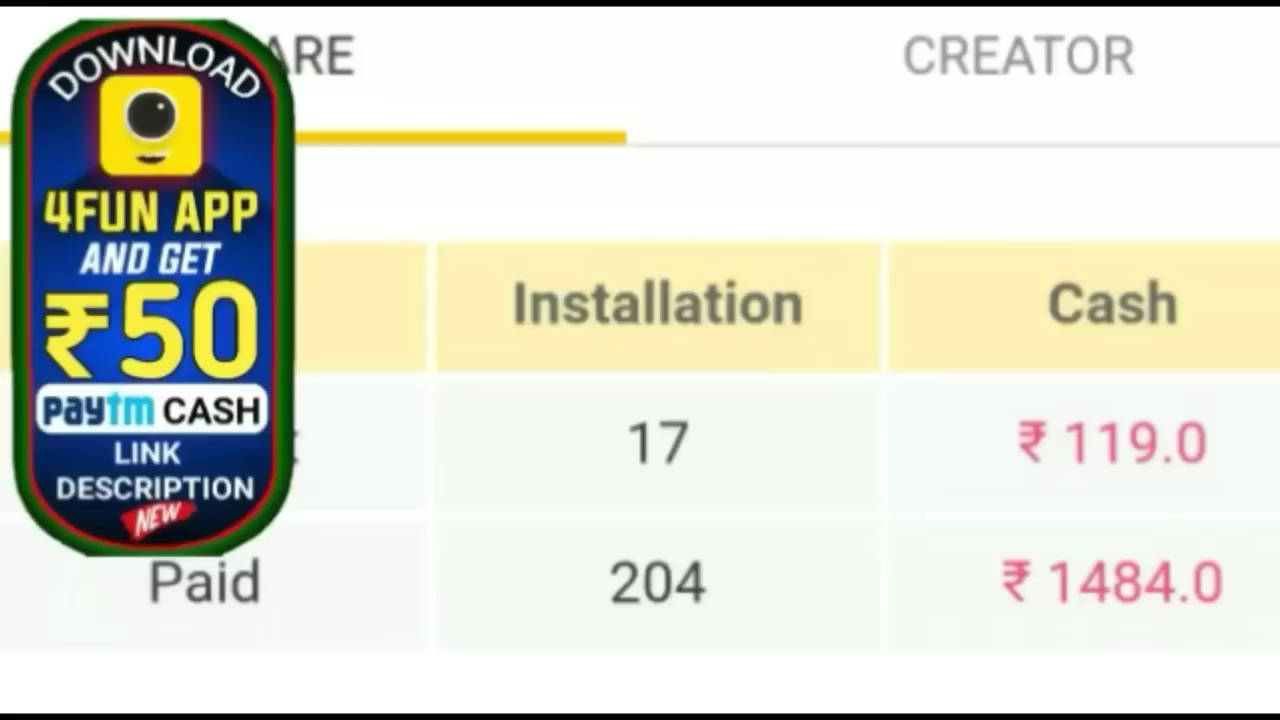 DOWNLOAD
4FUN APP
AND GET
₹50
paytm CASH
LINK
DESCRIPTION
NEW
CREATOR
Installation Cash
17 ₹ 119.0
Paid 204 ₹ 1484.0